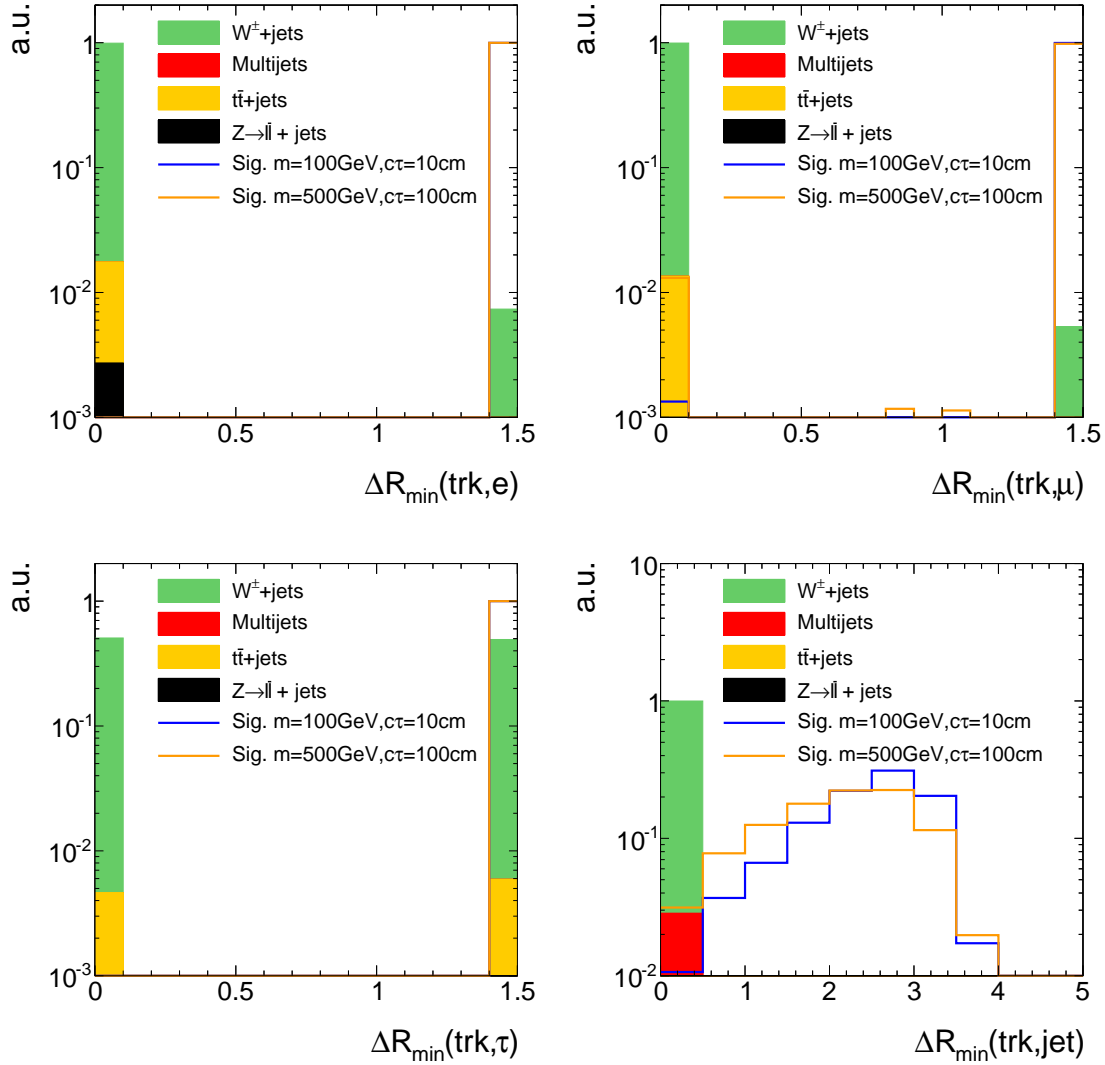 a.u.
1
10⁻¹
10⁻²
10⁻³
0 0.5 1 1.5
W±+jets
Multijets
tt̄+jets
Z→ll̄ + jets
Sig. m=100GeV,cτ=10cm
Sig. m=500GeV,cτ=100cm
ΔRmin(trk,e)
a.u.
1
10⁻¹
10⁻²
10⁻³
0 0.5 1 1.5
W±+jets
Multijets
tt̄+jets
Z→ll̄ + jets
Sig. m=100GeV,cτ=10cm
Sig. m=500GeV,cτ=100cm
ΔRmin(trk,μ)
a.u.
1
10⁻¹
10⁻²
10⁻³
0 0.5 1 1.5
W±+jets
Multijets
tt̄+jets
Z→ll̄ + jets
Sig. m=100GeV,cτ=10cm
Sig. m=500GeV,cτ=100cm
ΔRmin(trk,τ)
a.u.
10
1
10⁻¹
10⁻²
0 1 2 3 4 5
W±+jets
Multijets
tt̄+jets
Z→ll̄ + jets
Sig. m=100GeV,cτ=10cm
Sig. m=500GeV,cτ=100cm
ΔRmin(trk,jet)